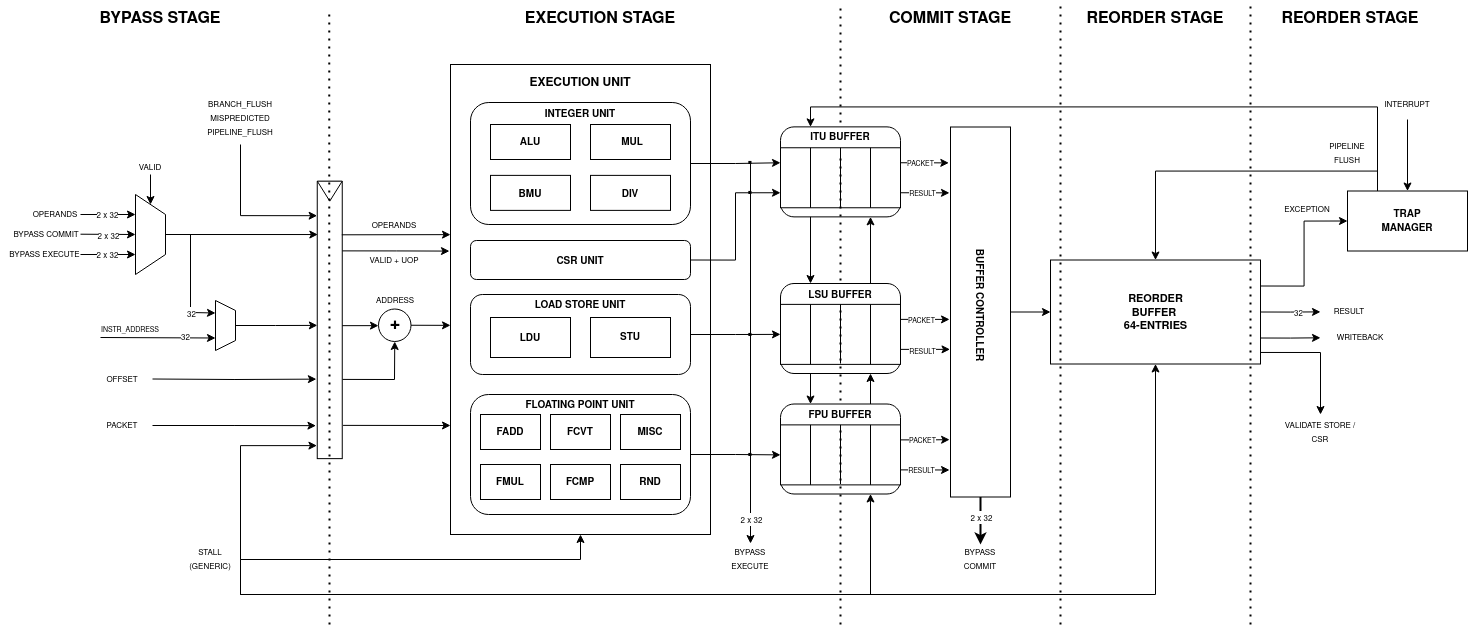 BYPASS STAGE
EXECUTION STAGE
COMMIT STAGE
REORDER STAGE
REORDER STAGE
BRANCH_FLUSH
MISPREDICTED
PIPELINE_FLUSH
VALID
OPERANDS
2 x 32
BYPASS COMMIT
2 x 32
BYPASS EXECUTE
2 x 32
32
INSTR_ADDRESS
32
OFFSET
PACKET
STALL
(GENERIC)
OPERANDS
VALID + UOP
ADDRESS
+
EXECUTION UNIT
INTEGER UNIT
ALU
MUL
BMU
DIV
CSR UNIT
LOAD STORE UNIT
LDU
STU
FLOATING POINT UNIT
FADD
FCVT
MISC
FMUL
FCMP
RND
2 x 32
BYPASS
EXECUTE
ITU BUFFER
PACKET
RESULT
LSU BUFFER
PACKET
RESULT
FPU BUFFER
PACKET
RESULT
BUFFER CONTROLLER
2 x 32
BYPASS
COMMIT
REORDER
BUFFER
64-ENTRIES
INTERRUPT
PIPELINE
FLUSH
EXCEPTION
TRAP
MANAGER
32
RESULT
WRITEBACK
VALIDATE STORE /
CSR